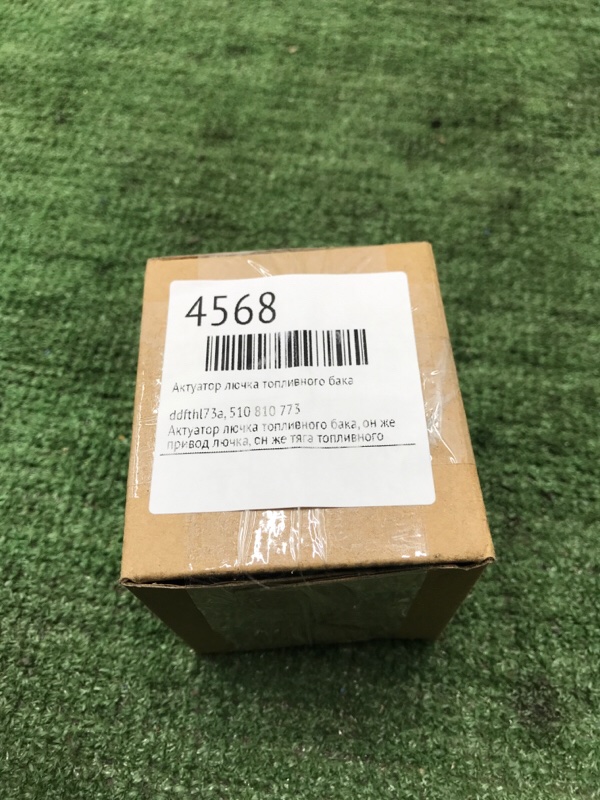 4568
Актуатор лючка топливного бака
ddfthl73a, 510 810 773
Актуатор лючка топливного бака, он же
привод лючка, он же тяга топливного